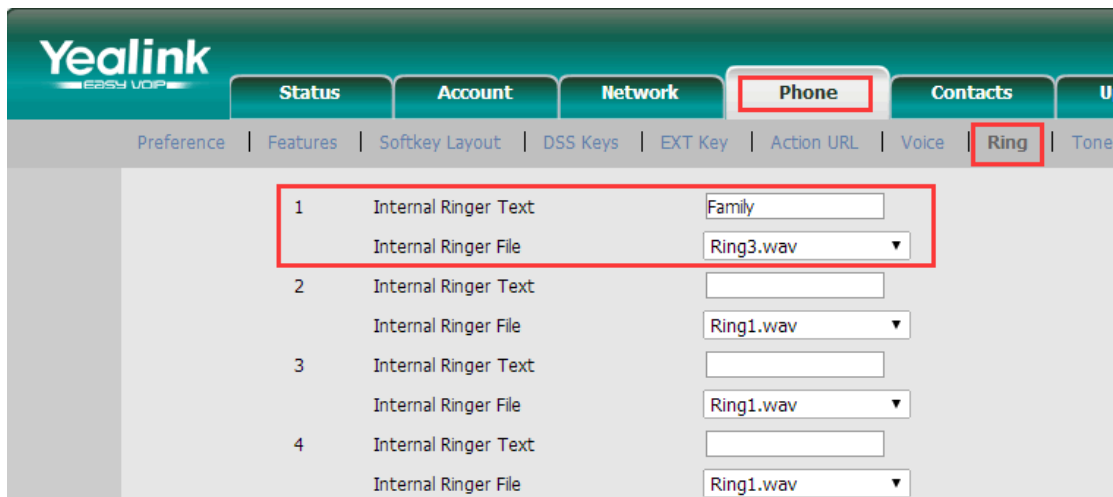 Yealink
EASY VOIP
Status Account Network Phone Contacts U
Preference | Features | Softkey Layout | DSS Keys | EXT Key | Action URL | Voice | Ring | Tone
1 Internal Ringer Text Family
Internal Ringer File Ring3.wav
2 Internal Ringer Text
Internal Ringer File Ring1.wav
3 Internal Ringer Text
Internal Ringer File Ring1.wav
4 Internal Ringer Text
Internal Ringer File Ring1.wav